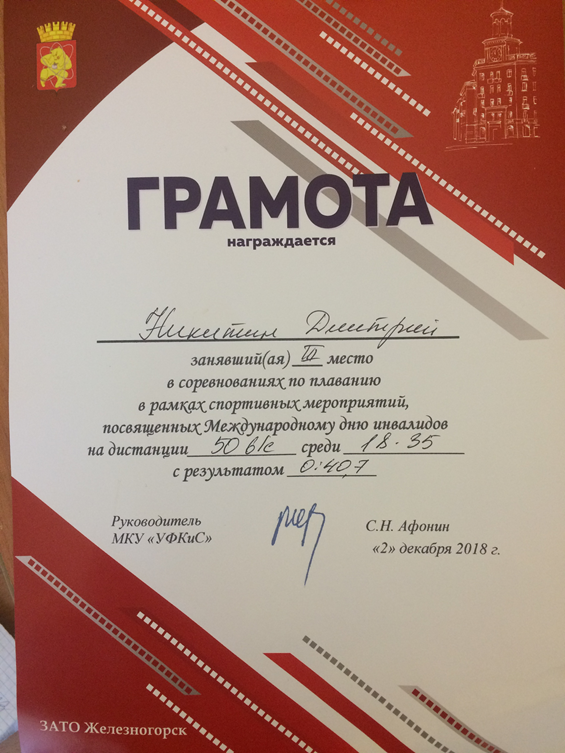 ГРАМОТА
награждается
Никитин Дмитрий
занявший(ая) III место
в соревнованиях по плаванию
в рамках спортивных мероприятий,
посвященных Международному дню инвалидов
на дистанции 50 в/с среди 18-35
с результатом 0:40,7
Руководитель С.Н. Афонин
МКУ «УФКиС» «2» декабря 2018 г.
ЗАТО Железногорск